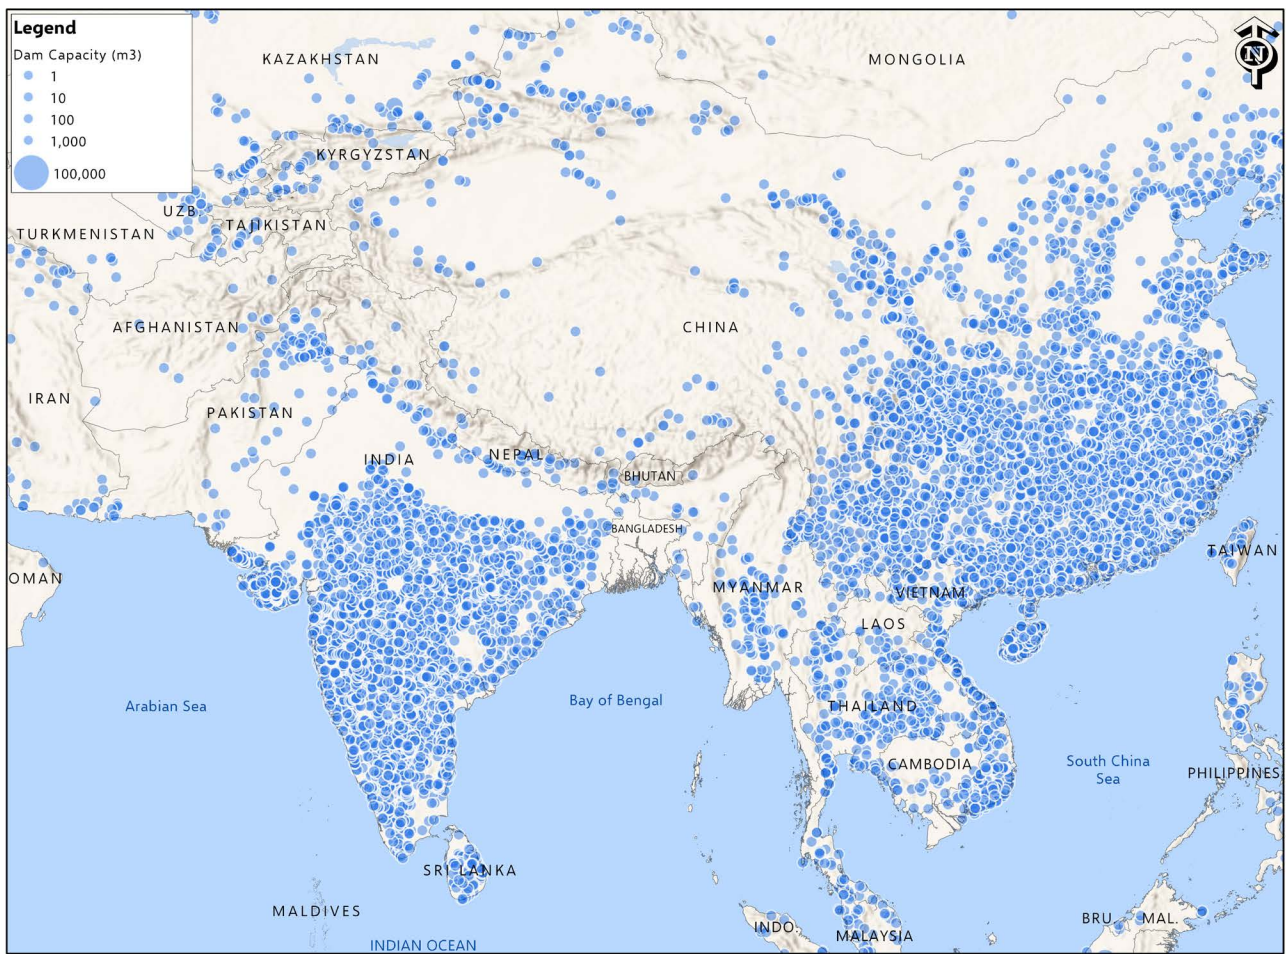 Legend
Dam Capacity (m3)
1
10
100
1,000
100,000
N
KAZAKHSTAN
MONGOLIA
KYRGYZSTAN
UZB.
TAJIKISTAN
TURKMENISTAN
AFGHANISTAN
CHINA
IRAN
PAKISTAN
INDIA
NEPAL
BHUTAN
BANGLADESH
TAIWAN
OMAN
MYANMAR
VIETNAM
LAOS
Arabian Sea
Bay of Bengal
THAILAND
CAMBODIA
South China
Sea
PHILIPPINES
SRI LANKA
MALDIVES
INDO.
MALAYSIA
BRU.
MAL.
INDIAN OCEAN